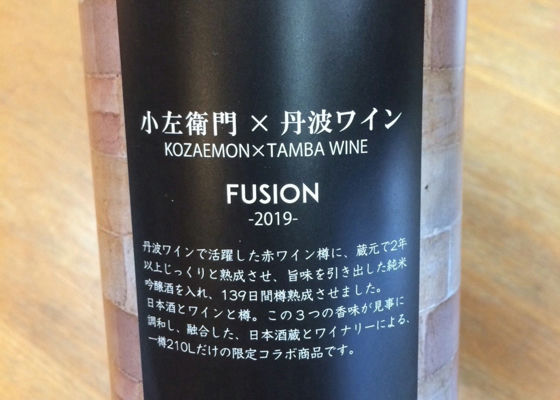 小左衛門 × 丹波ワイン
KOZAEMON×TAMBA WINE
FUSION
-2019-
丹波ワインで活躍した赤ワイン樽に、蔵元で2年
以上じっくりと熟成させ、旨味を引き出した純米
吟醸酒を入れ、139日間樽熟成させました。
日本酒とワインと樽。この３つの香味が見事に
調和し、融合した、日本酒蔵とワイナリーによる、
一樽210Lだけの限定コラボ商品です。